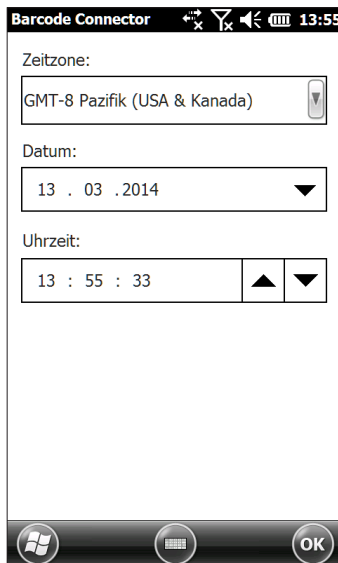 Barcode Connector 13:55
Zeitzone:
GMT-8 Pazifik (USA & Kanada)
Datum:
13 . 03 .2014
Uhrzeit:
13 : 55 : 33
OK